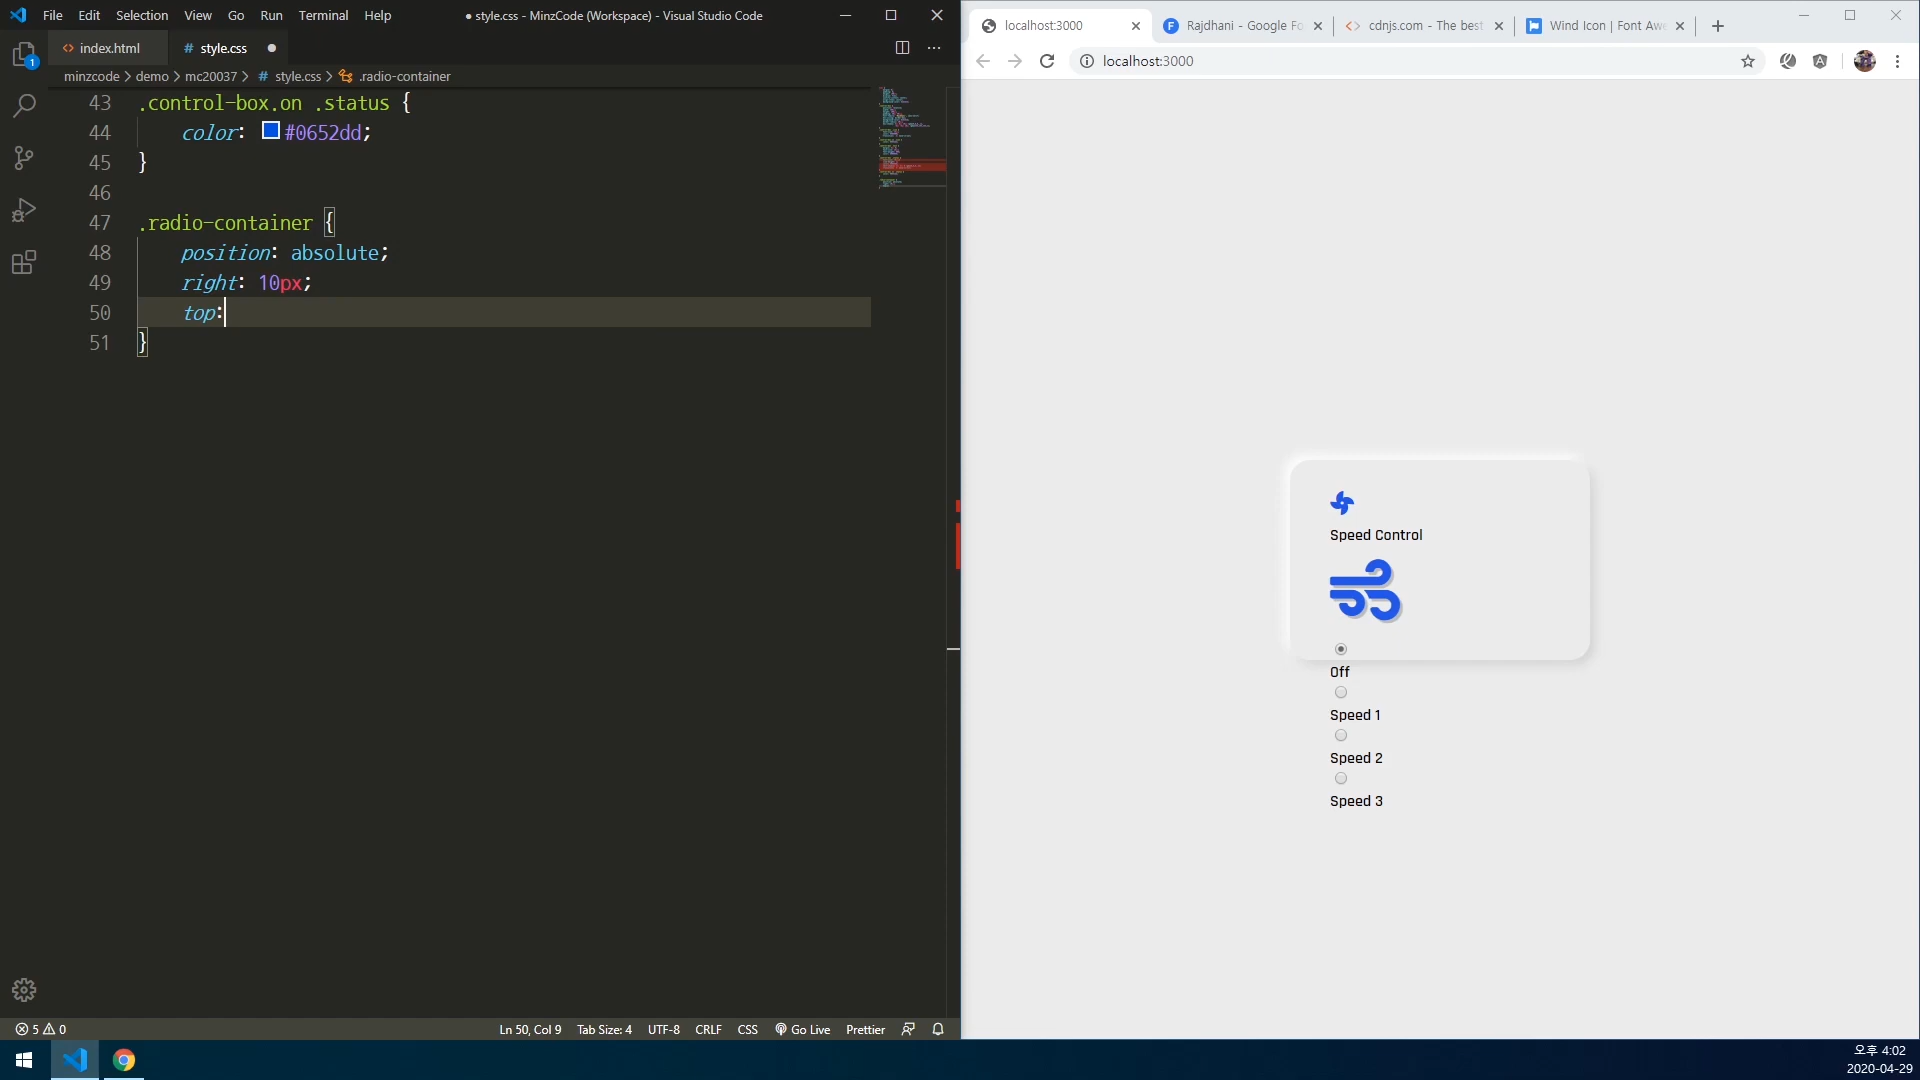 File Edit Selection View Go Run Terminal Help
● style.css - MinzCode (Workspace) - Visual Studio Code
index.html
# style.css
minzcode > demo > mc20037 > # style.css > .radio-container
43 .control-box.on .status {
44 color: #0652dd;
45 }
46
47 .radio-container {
48 position: absolute;
49 right: 10px;
50 top:
51 }
1
5 0
Ln 50, Col 9 Tab Size: 4 UTF-8 CRLF CSS Go Live Prettier
localhost:3000
Rajdhani - Google Fo
cdnjs.com - The best
Wind Icon | Font Awe
localhost:3000
Speed Control
Off
Speed 1
Speed 2
Speed 3
오후 4:02
2020-04-29